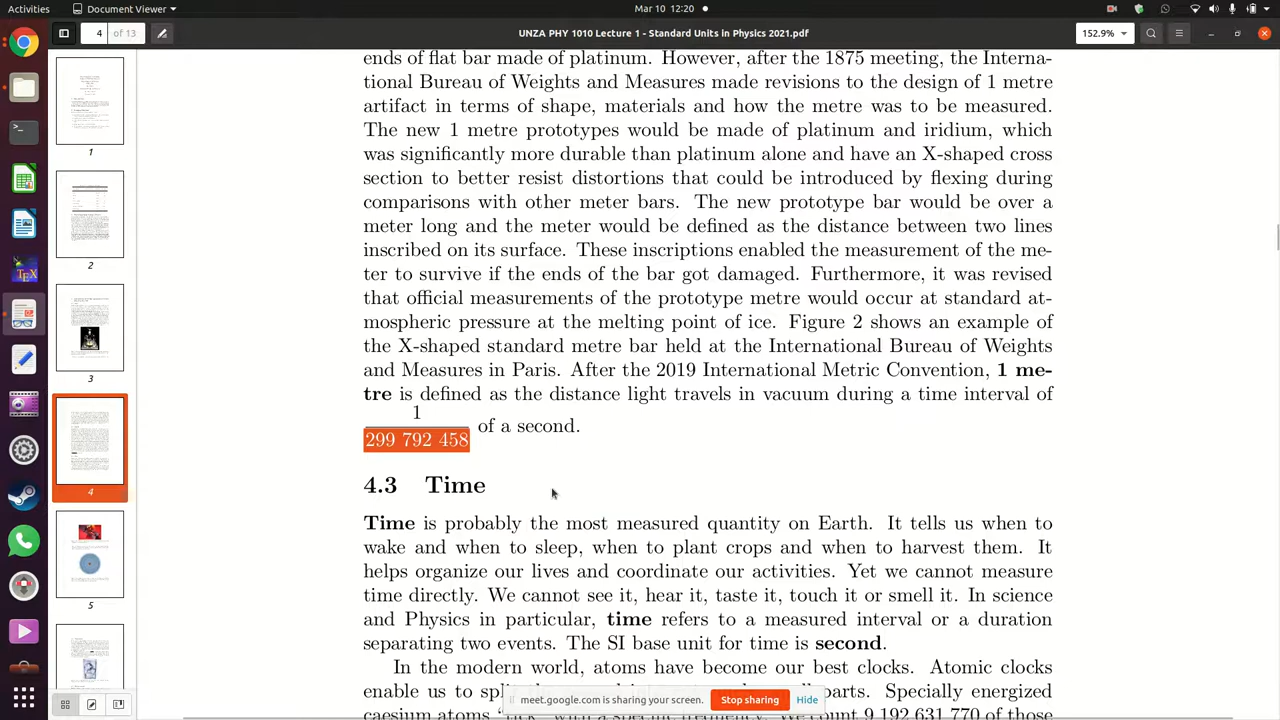 Activities
Document Viewer
Mar 10 12:20
4
of 13
UNZA PHY 1010 Lecture 1 - Standard Units in Physics 2021.pdf
152.9%
1
2
3
4
5
ends of flat bar made of platinum. However, after the 1875 meeting, the Interna-
tional Bureau of Weights and Measures made revisions to the design of 1 metre
artifact in terms of shape, materials and how 1 metre was to be measured.
The new 1 metre prototypes would be made of platinum and iridium, which
was significantly more durable than platinum alone and have an X-shaped cross
section to better resist distortions that could be introduced by flexing during
comparisons with other meter bars. The new prototype bar would be over a
meter long and the meter would be defined as the distance between two lines
inscribed on its surface. These inscriptions enabled the measurement of the me-
ter to survive if the ends of the bar got damaged. Furthermore, it was revised
that official measurements of the prototype metre would occur at standard at-
mospheric pressure at the melting point of ice. Figure 2 shows an example of
the X-shaped standard metre bar held at the International Bureau of Weights
and Measures in Paris. After the 2019 International Metric Convention, 1 me-
tre is defined as the distance light travels in vacuum during a time interval of
1
299 792 458
of a second.
4.3 Time
Time is probably the most measured quantity on Earth. It tells us when to
wake and when to sleep, when to plant crops and when to harvest them. It
helps organize our lives and coordinate our activities. Yet we cannot measure
time directly. We cannot see it, hear it, taste it, touch it or smell it. In science
and Physics in particular, time refers to a measured interval or a duration
separating two events. The SI base unit for time is second.
In the modern world, atoms have become our best clocks. Atomic clocks
enable us to
arts. Specially energized
meet.google.com is sharing your screen.
Stop sharing
Hide
caesium atoms "tick" with a specific frequency. We count 9 192 631 770 of those